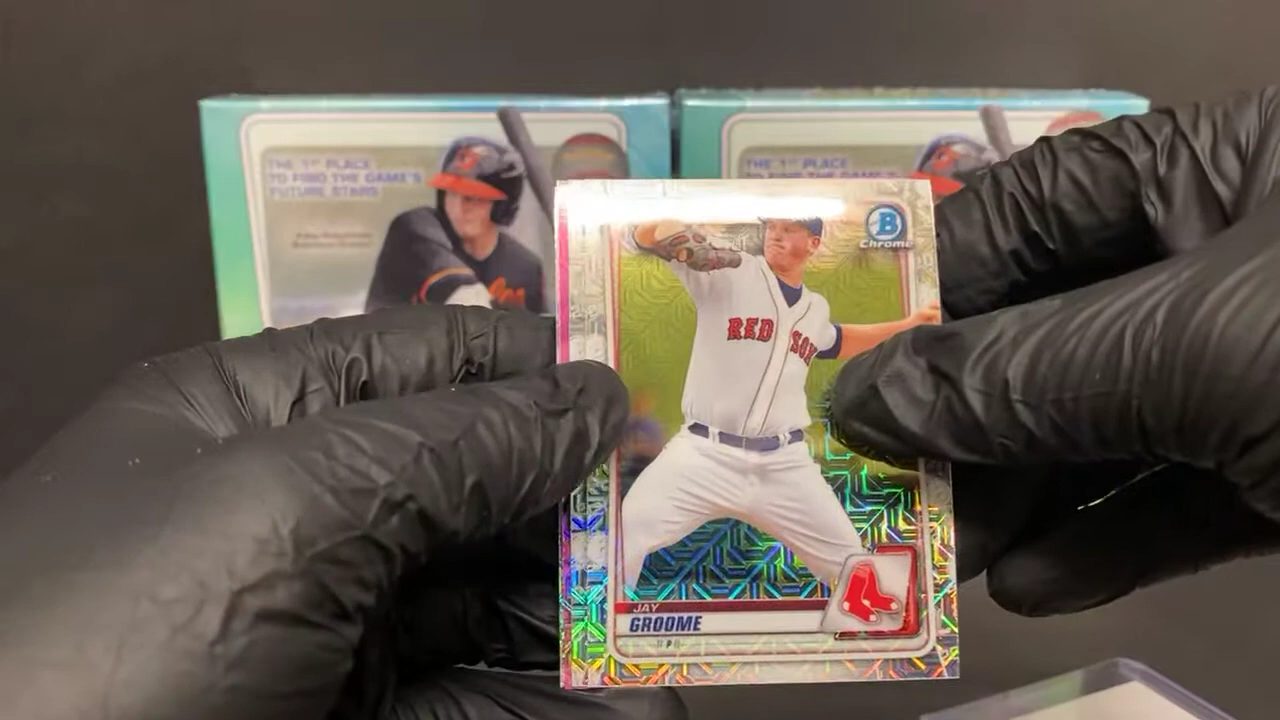 THE 1ST PLACE
TO FIND THE GAME'S
FUTURE STARS
THE 1ST PLACE
TO FIND THE GAME'S
B
Chrome
RED SOX
JAY
GROOME
P